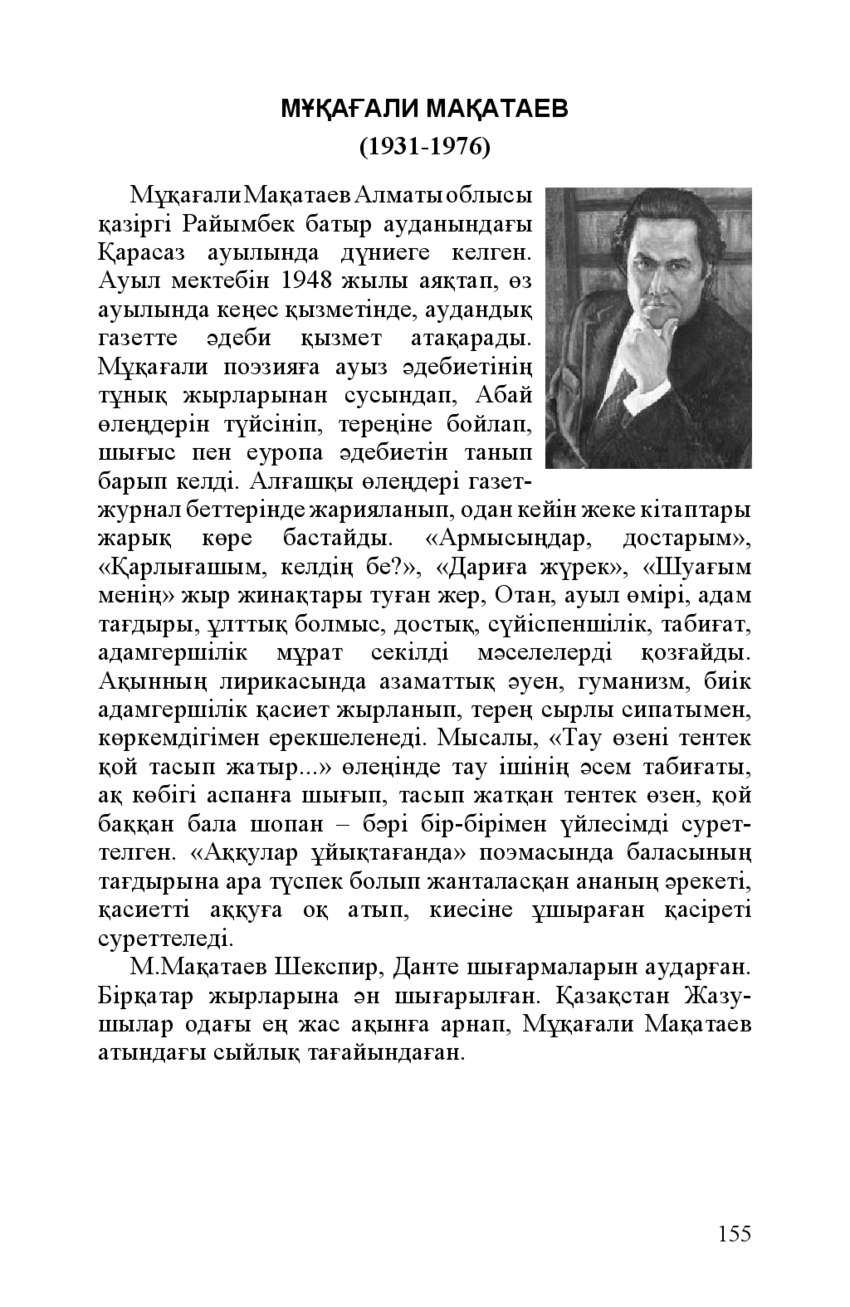 МҰҚАҒАЛИ МАҚАТАЕВ
(1931-1976)
Мұқағали Мақатаев Алматы облысы
қазіргі Райымбек батыр ауданындағы
Қарасаз ауылында дүниеге келген.
Ауыл мектебін 1948 жылы аяқтап, өз
ауылында кеңес қызметінде, аудандық
газетте әдеби қызмет атақарады.
Мұқағали поэзияға ауыз әдебиетінің
тұнық жырларынан сусындап, Абай
өлеңдерін түйсініп, тереңіне бойлап,
шығыс пен еуропа әдебиетін танып
барып келді. Алғашқы өлеңдері газет-
журнал беттерінде жарияланып, одан кейін жеке кітаптары
жарық көре бастайды. «Армысыңдар, достарым»,
«Қарлығашым, келдің бе?», «Дариға жүрек», «Шуағым
менің» жыр жинақтары туған жер, Отан, ауыл өмірі, адам
тағдыры, ұлттық болмыс, достық, сүйіспеншілік, табиғат,
адамгершілік мұрат секілді мәселелерді қозғайды.
Ақынның лирикасында азаматтық әуен, гуманизм, биік
адамгершілік қасиет жырланып, терең сырлы сипатымен,
көркемдігімен ерекшеленеді. Мысалы, «Тау өзені тентек
қой тасып жатыр...» өлеңінде тау ішінің әсем табиғаты,
ақ көбігі аспанға шығып, тасып жатқан тентек өзен, қой
баққан бала шопан – бәрі бір-бірімен үйлесімді сурет-
телген. «Аққулар ұйықтағанда» поэмасында баласының
тағдырына ара түспек болып жанталасқан ананың әрекеті,
қасиетті аққуға оқ атып, киесіне ұшыраған қасіреті
суреттеледі.
М.Мақатаев Шекспир, Данте шығармаларын аударған.
Бірқатар жырларына ән шығарылған. Қазақстан Жазу-
шылар одағы ең жас ақынға арнап, Мұқағали Мақатаев
атындағы сыйлық тағайындаған.
155